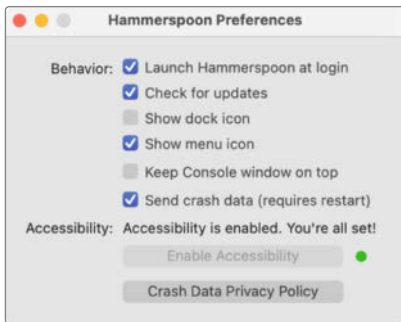 Hammerspoon Preferences
Behavior: Launch Hammerspoon at login
Check for updates
Show dock icon
Show menu icon
Keep Console window on top
Send crash data (requires restart)
Accessibility: Accessibility is enabled. You're all set!
Enable Accessibility
Crash Data Privacy Policy